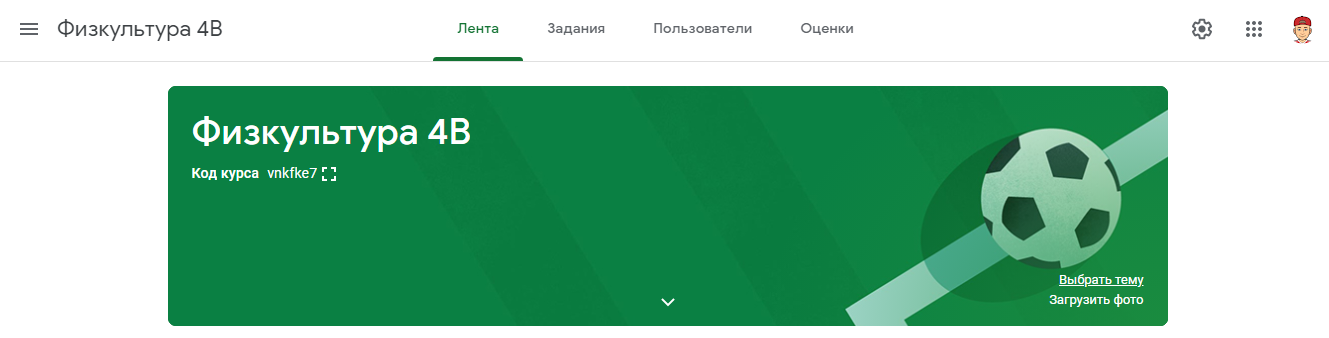 Физкультура 4В
Лента Задания Пользователи Оценки
Физкультура 4В
Код курса vnkfke7
Выбрать тему
Загрузить фото